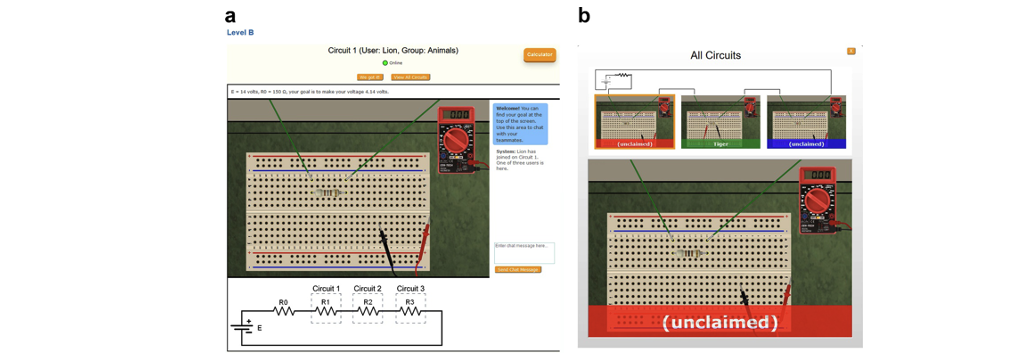 a
Level B
Circuit 1 (User: Lion, Group: Animals)
Calculator
Online
We got it!
View All Circuits
E = 14 volts, R0 = 150 Ω, your goal is to make your voltage 4.14 volts.
0.00
Welcome! You can
find your goal at the
top of the screen.
Use this area to chat
with your
teammates.
System: Lion has
joined on Circuit 1.
One of three users is
here.
Enter chat message here...
Send Chat Message
Circuit 1 Circuit 2 Circuit 3
R0 R1 R2 R3
E
b
All Circuits
X
(unclaimed)
Tiger
(unclaimed)
0.00
(unclaimed)